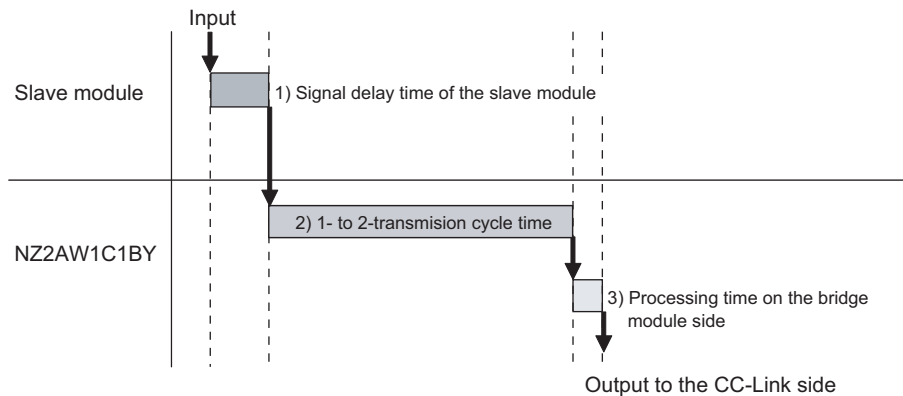 Input
Slave module
1) Signal delay time of the slave module
2) 1- to 2-transmision cycle time
NZ2AW1C1BY
3) Processing time on the bridge
module side
Output to the CC-Link side